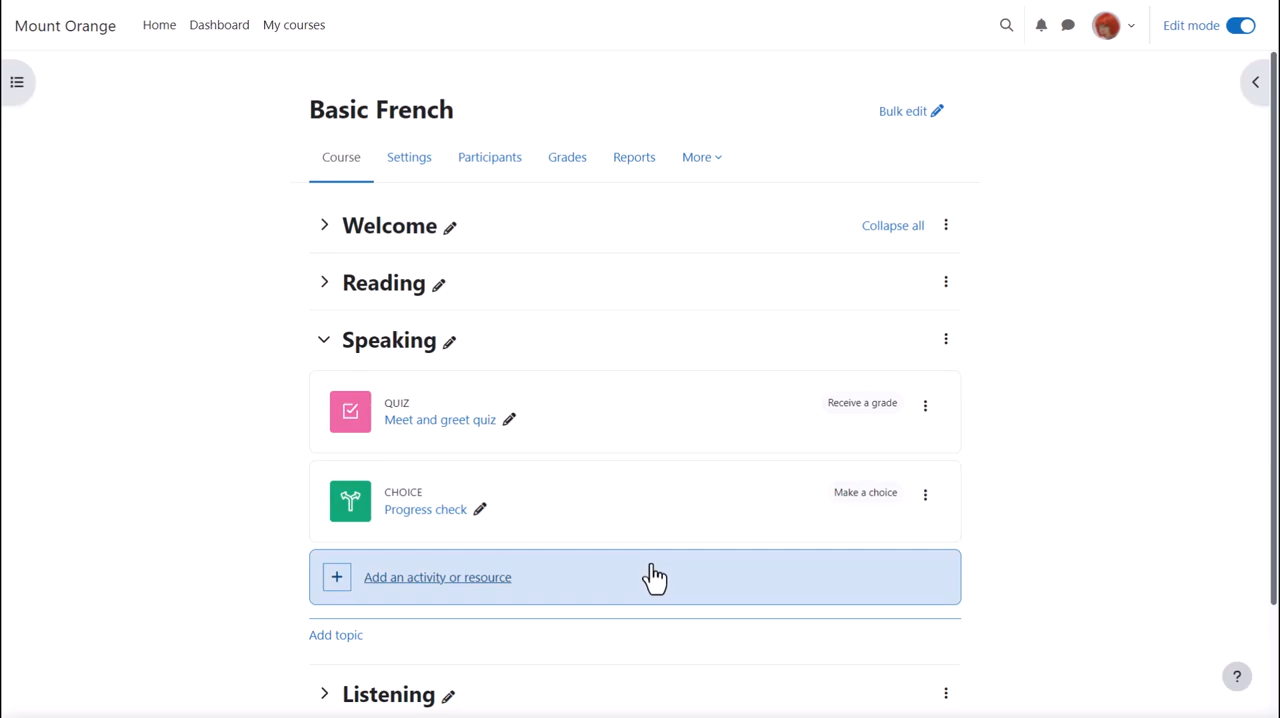 Mount Orange Home Dashboard My courses Edit mode
Basic French Bulk edit
Course Settings Participants Grades Reports More
Welcome Collapse all
Reading
Speaking
QUIZ Receive a grade
Meet and greet quiz
CHOICE Make a choice
Progress check
+ Add an activity or resource
Add topic
Listening
?